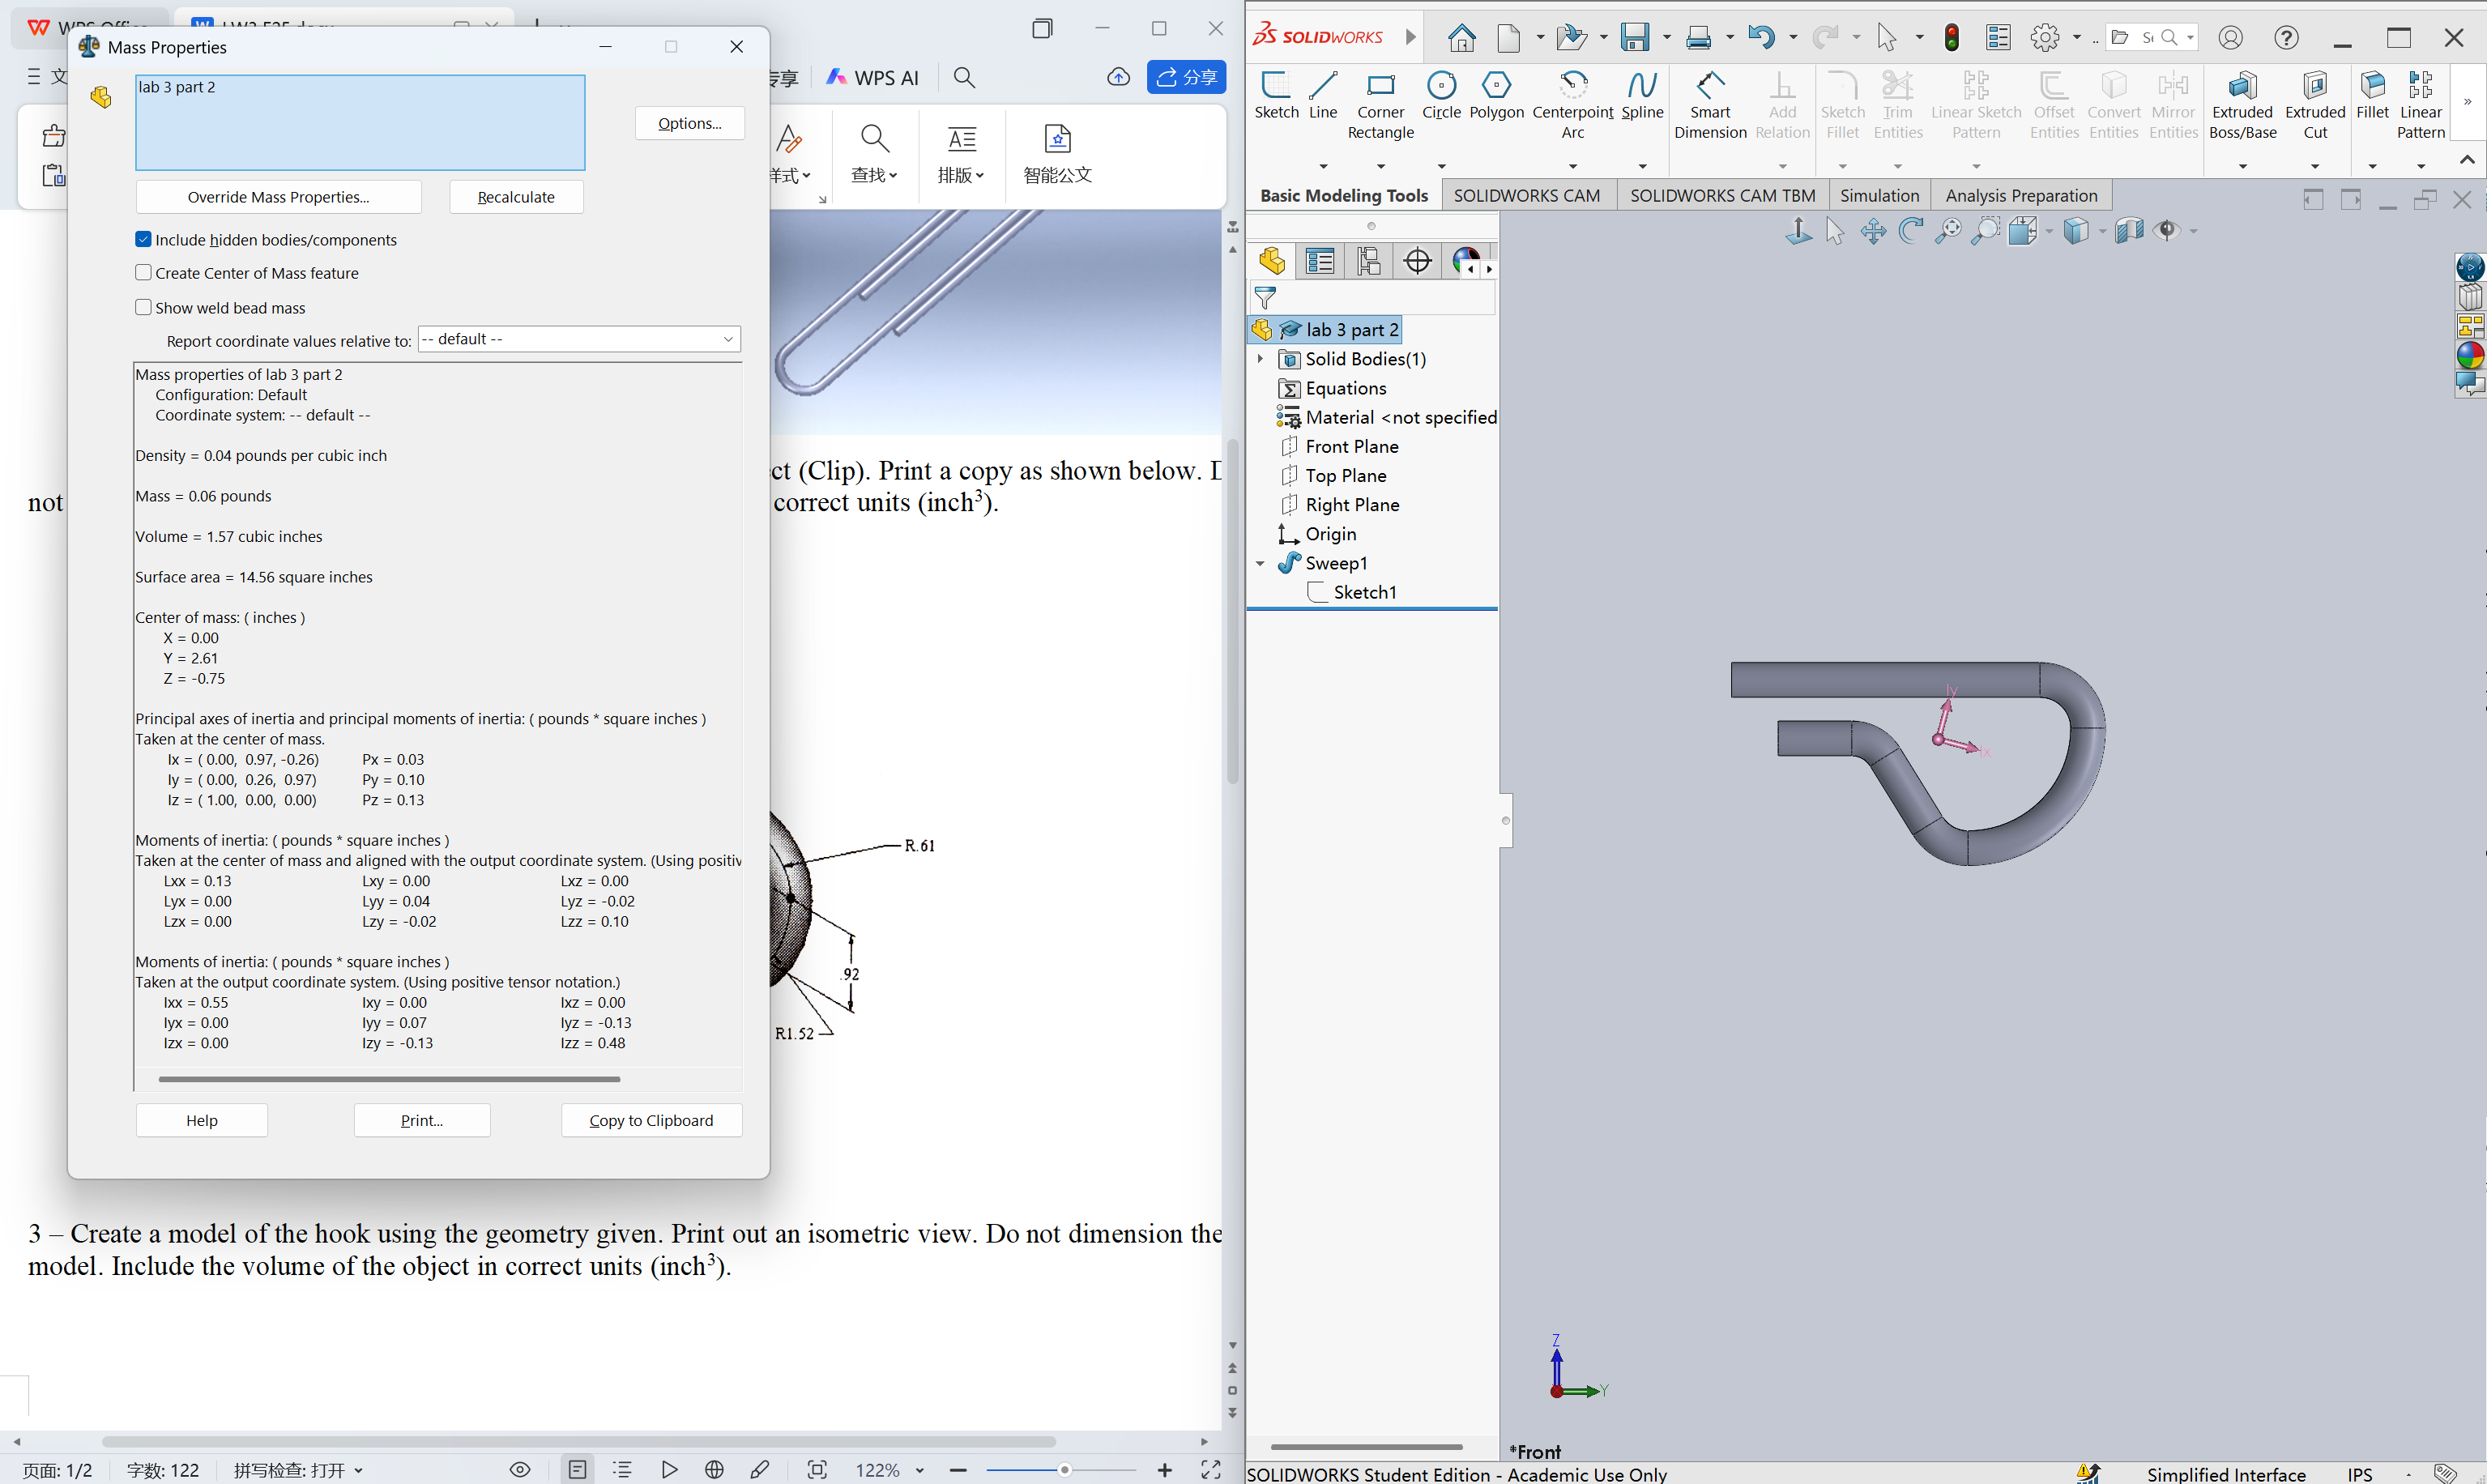 Mass Properties
lab 3 part 2
Options...
Override Mass Properties...
Recalculate
Include hidden bodies/components
Create Center of Mass feature
Show weld bead mass
Report coordinate values relative to: -- default --
Mass properties of lab 3 part 2
Configuration: Default
Coordinate system: -- default --
Density = 0.04 pounds per cubic inch
Mass = 0.06 pounds
Volume = 1.57 cubic inches
Surface area = 14.56 square inches
Center of mass: ( inches )
X = 0.00
Y = 2.61
Z = -0.75
Principal axes of inertia and principal moments of inertia: ( pounds * square inches )
Taken at the center of mass.
Ix = ( 0.00, 0.97, -0.26) Px = 0.03
Iy = ( 0.00, 0.26, 0.97) Py = 0.10
Iz = ( 1.00, 0.00, 0.00) Pz = 0.13
Moments of inertia: ( pounds * square inches )
Taken at the center of mass and aligned with the output coordinate system. (Using positiv
Lxx = 0.13 Lxy = 0.00 Lxz = 0.00
Lyx = 0.00 Lyy = 0.04 Lyz = -0.02
Lzx = 0.00 Lzy = -0.02 Lzz = 0.10
Moments of inertia: ( pounds * square inches )
Taken at the output coordinate system. (Using positive tensor notation.)
Ixx = 0.55 Ixy = 0.00 Ixz = 0.00
Iyx = 0.00 Iyy = 0.07 Iyz = -0.13
Izx = 0.00 Izy = -0.13 Izz = 0.48
Help
Print...
Copy to Clipboard
文
享
WPS AI
分享
样式
查找
排版
智能公文
ct (Clip). Print a copy as shown below.
not
correct units (inch³).
R.61
.92
R1.52
3 – Create a model of the hook using the geometry given. Print out an isometric view. Do not dimension the
model. Include the volume of the object in correct units (inch³).
页面: 1/2
字数: 122
拼写检查: 打开
122%
SOLIDWORKS
Sketch
Line
Corner Rectangle
Circle
Polygon
Centerpoint Arc
Spline
Smart Dimension
Add Relation
Sketch Fillet
Trim Entities
Linear Sketch Pattern
Offset Entities
Convert Entities
Mirror Entities
Extruded Boss/Base
Extruded Cut
Fillet
Linear Pattern
Basic Modeling Tools
SOLIDWORKS CAM
SOLIDWORKS CAM TBM
Simulation
Analysis Preparation
lab 3 part 2
Solid Bodies(1)
Equations
Material <not specified
Front Plane
Top Plane
Right Plane
Origin
Sweep1
Sketch1
Iy
Ix
Z
Y
*Front
SOLIDWORKS Student Edition - Academic Use Only
Simplified Interface
IPS